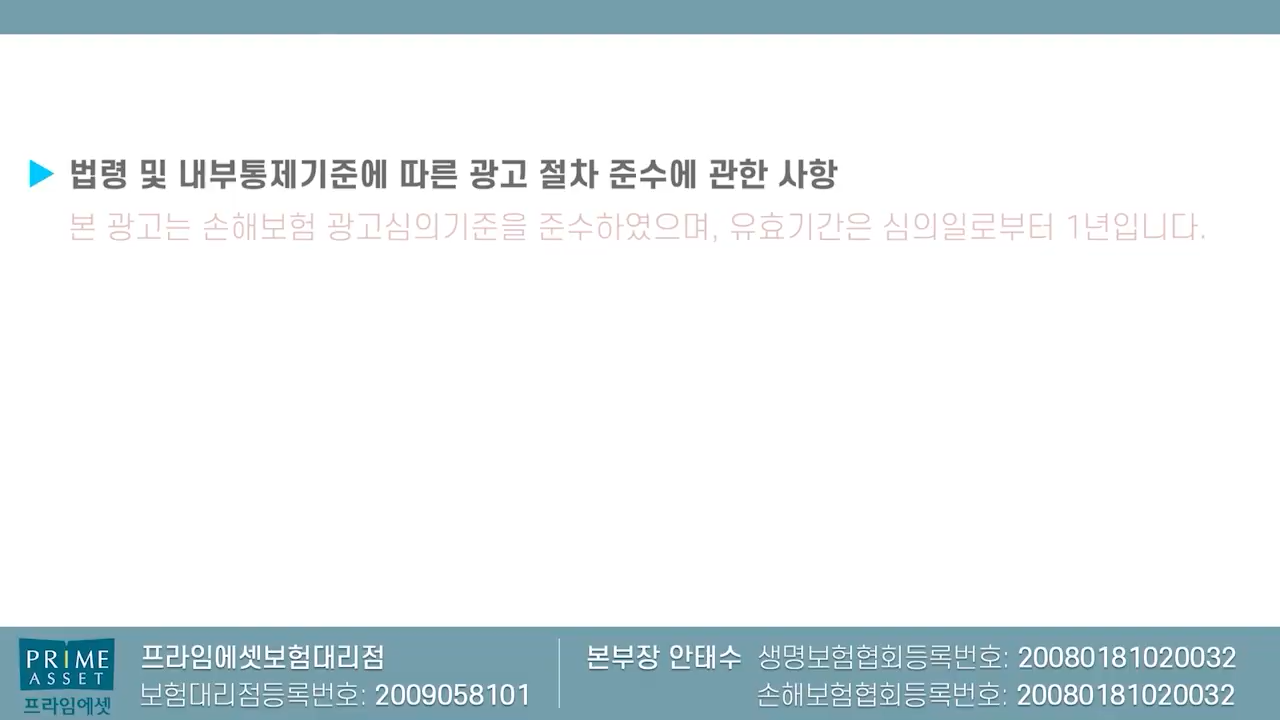 ▶ 법령 및 내부통제기준에 따른 광고 절차 준수에 관한 사항
본 광고는 손해보험 광고심의기준을 준수하였으며, 유효기간은 심의일로부터 1년입니다.
PRIME
ASSET
프라임에셋
프라임에셋보험대리점
보험대리점등록번호: 2009058101
본부장 안태수 생명보험협회등록번호: 20080181020032
손해보험협회등록번호: 20080181020032